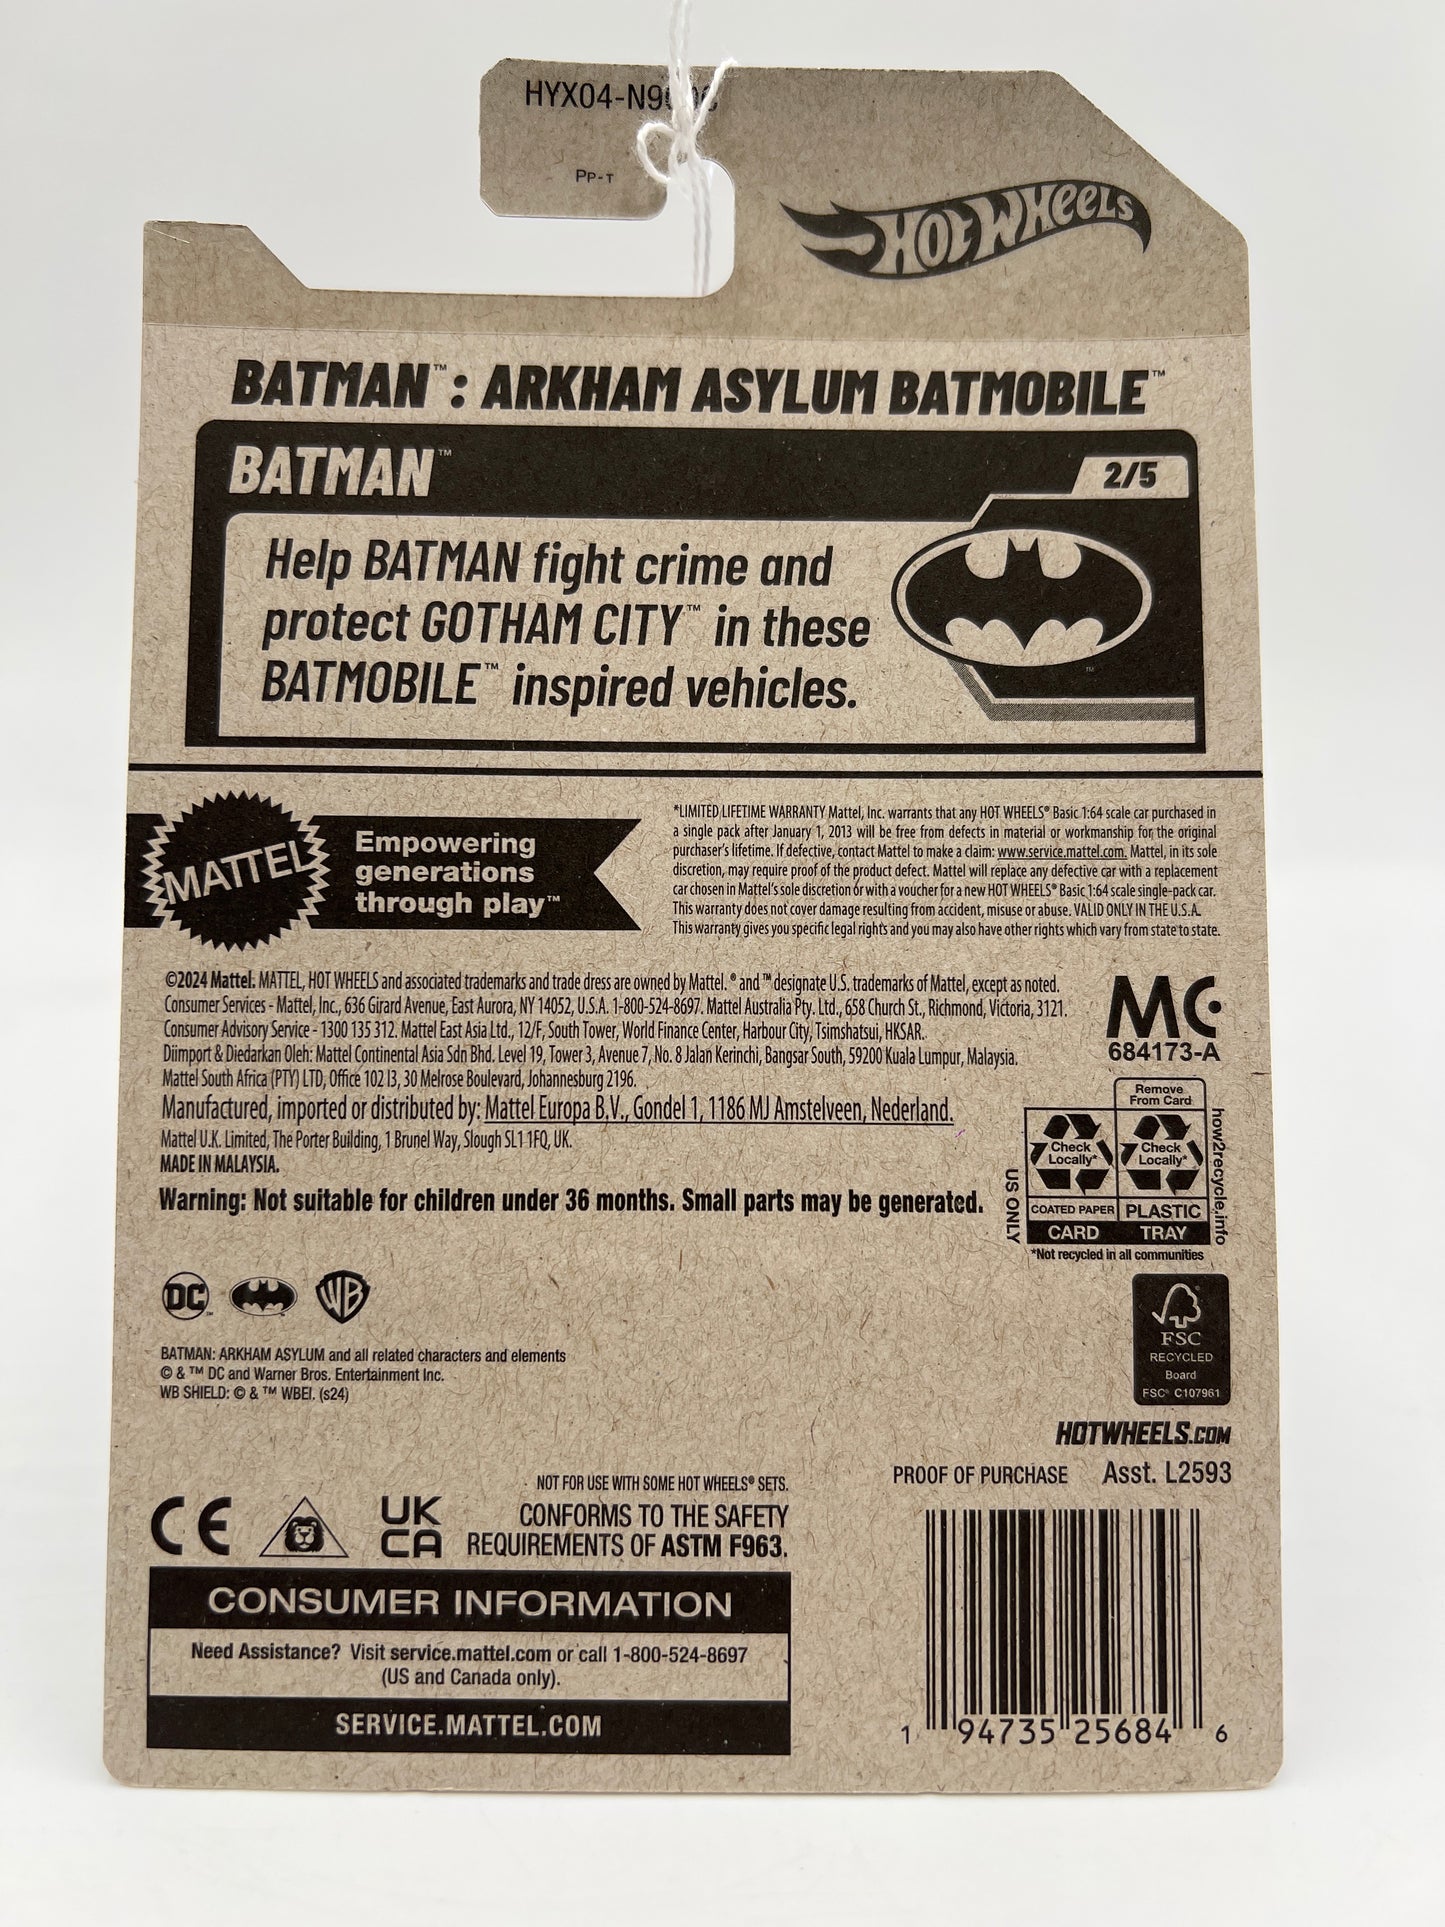 HYX04-
PP-T
HOT WHEELS
BATMAN™: ARKHAM ASYLUM BATMOBILE™
BATMAN™
2/5
Help BATMAN fight crime and
protect GOTHAM CITY™ in these
BATMOBILE™ inspired vehicles.
™
MATTEL
Empowering
generations
through play™
*LIMITED LIFETIME WARRANTY Mattel, Inc. warrants that any HOT WHEELS® Basic 1:64 scale car purchased in
a single pack after January 1, 2013 will be free from defects in material or workmanship for the original
purchaser's lifetime. If defective, contact Mattel to make a claim: www.service.mattel.com. Mattel, in its sole
discretion, may require proof of the product defect. Mattel will replace any defective car with a replacement
car chosen in Mattel's sole discretion or with a voucher for a new HOT WHEELS® Basic 1:64 scale single-pack car.
This warranty does not cover damage resulting from accident, misuse or abuse. VALID ONLY IN THE U.S.A.
This warranty gives you specific legal rights and you may also have other rights which vary from state to state.
©2024 Mattel. MATTEL, HOT WHEELS and associated trademarks and trade dress are owned by Mattel. ® and ™ designate U.S. trademarks of Mattel, except as noted.
Consumer Services - Mattel, Inc., 636 Girard Avenue, East Aurora, NY 14052, U.S.A. 1-800-524-8697. Mattel Australia Pty. Ltd., 658 Church St., Richmond, Victoria, 3121.
Consumer Advisory Service - 1300 135 312. Mattel East Asia Ltd., 12/F, South Tower, World Finance Center, Harbour City, Tsimshatsui, HKSAR.
Diimport & Diedarkan Oleh: Mattel Continental Asia Sdn Bhd. Level 19, Tower 3, Avenue 7, No. 8 Jalan Kerinchi, Bangsar South, 59200 Kuala Lumpur, Malaysia.
Mattel South Africa (PTY) LTD, Office 102 I3, 30 Melrose Boulevard, Johannesburg 2196.
Manufactured, imported or distributed by: Mattel Europa B.V., Gondel 1, 1186 MJ Amstelveen, Nederland.
Mattel U.K. Limited, The Porter Building, 1 Brunel Way, Slough SL1 1FQ, UK.
MADE IN MALAYSIA.
Warning: Not suitable for children under 36 months. Small parts may be generated.
MC
684173-A
Remove
From Card
Check
Locally*
Check
Locally*
COATED PAPER
PLASTIC
CARD
TRAY
US ONLY
how2recycle.info
*Not recycled in all communities
DC
WB
BATMAN: ARKHAM ASYLUM and all related characters and elements
© & ™ DC and Warner Bros. Entertainment Inc.
WB SHIELD: © & ™ WBEI. (s24)
FSC
RECYCLED
Board
FSC® C107961
HOTWHEELS.COM
PROOF OF PURCHASE Asst. L2593
NOT FOR USE WITH SOME HOT WHEELS® SETS.
CE
UK
CA
CONFORMS TO THE SAFETY
REQUIREMENTS OF ASTM F963.
CONSUMER INFORMATION
Need Assistance? Visit service.mattel.com or call 1-800-524-8697
(US and Canada only).
SERVICE.MATTEL.COM
1 94735 25684 6